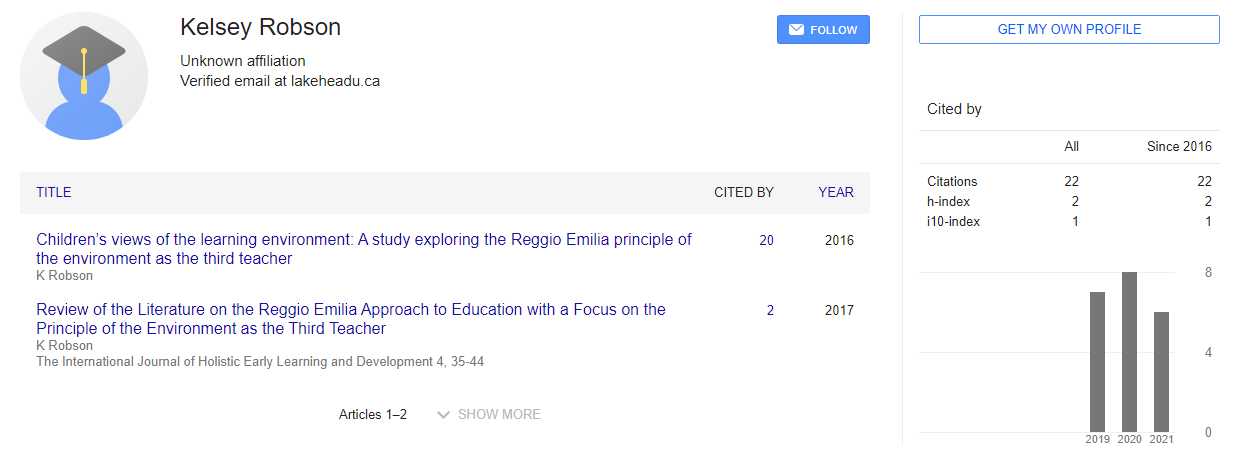 Kelsey Robson
FOLLOW
Unknown affiliation
Verified email at lakeheadu.ca
TITLE CITED BY YEAR
Children’s views of the learning environment: A study exploring the Reggio Emilia principle of 20 2016
the environment as the third teacher
K Robson
Review of the Literature on the Reggio Emilia Approach to Education with a Focus on the 2 2017
Principle of the Environment as the Third Teacher
K Robson
The International Journal of Holistic Early Learning and Development 4, 35-44
Articles 1–2 SHOW MORE
GET MY OWN PROFILE
Cited by
All Since 2016
Citations 22 22
h-index 2 2
i10-index 1 1
8
4
0
2019 2020 2021